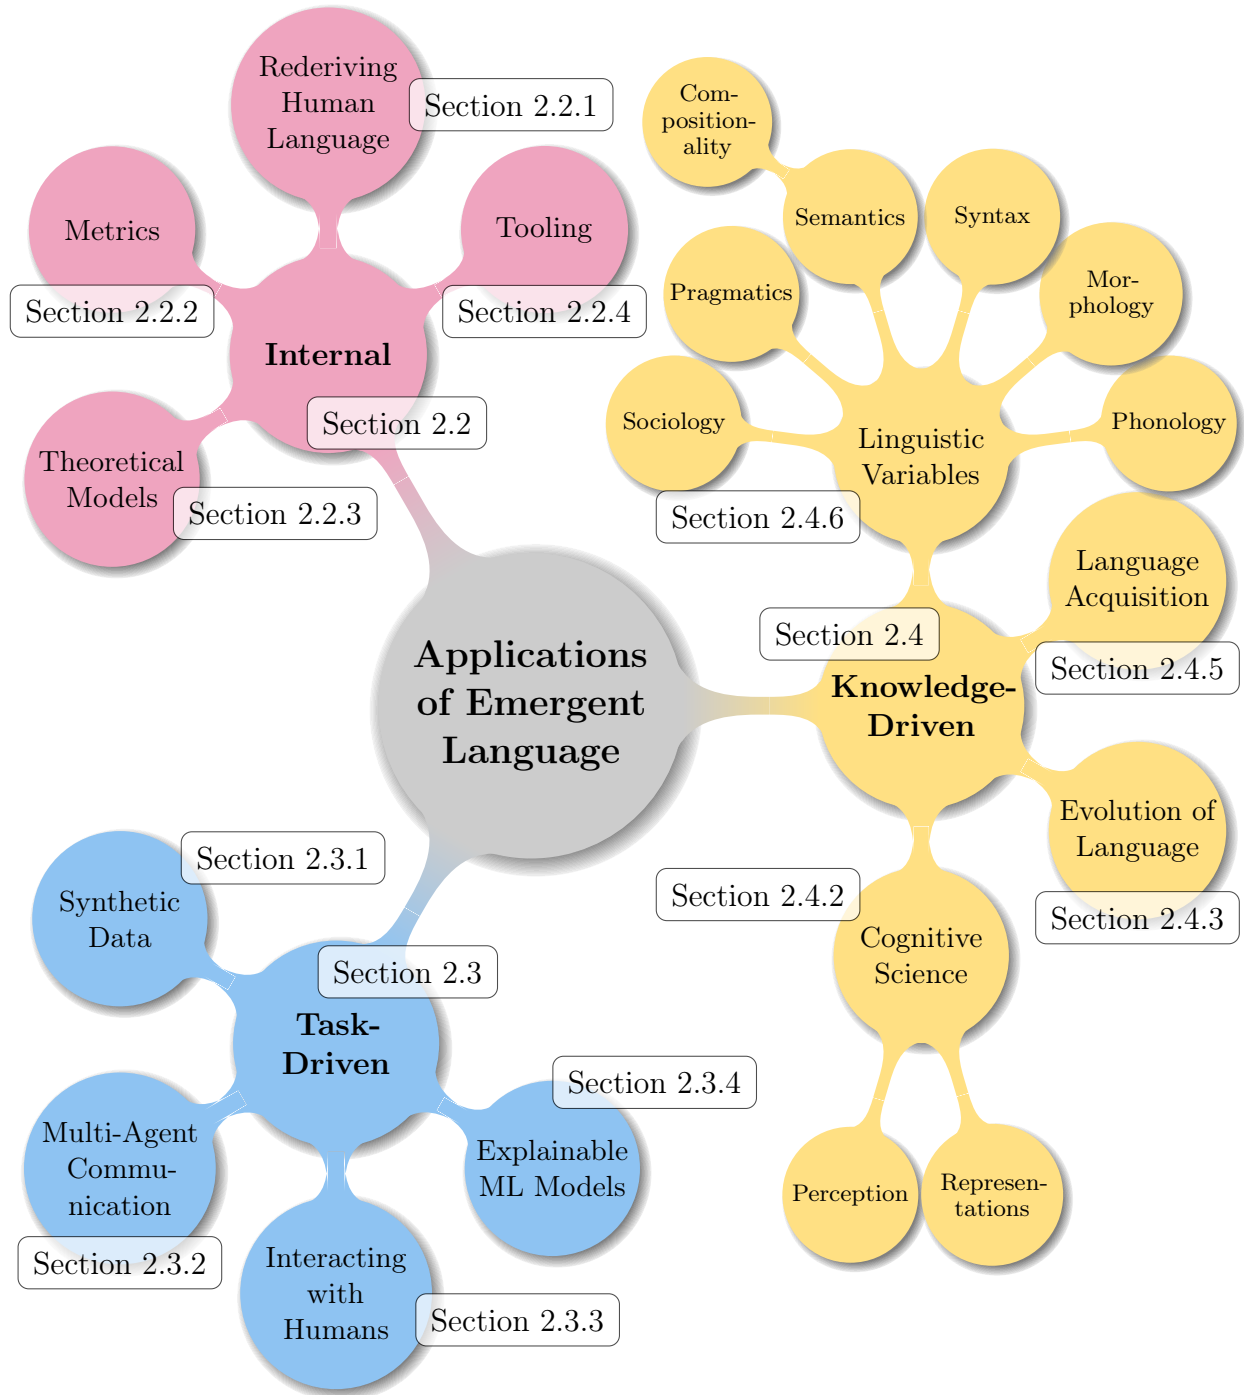 Rederiving
Human
Language
Section 2.2.1
Metrics
Section 2.2.2
Tooling
Section 2.2.4
Internal
Section 2.2
Theoretical
Models
Section 2.2.3
Com-
position-
ality
Semantics
Syntax
Pragmatics
Mor-
phology
Sociology
Phonology
Linguistic
Variables
Section 2.4.6
Language
Acquisition
Section 2.4.5
Section 2.4
Knowledge-
Driven
Applications
of Emergent
Language
Evolution of
Language
Section 2.4.3
Section 2.4.2
Cognitive
Science
Perception
Represen-
tations
Section 2.3.1
Synthetic
Data
Section 2.3
Task-
Driven
Section 2.3.4
Explainable
ML Models
Multi-Agent
Commu-
nication
Section 2.3.2
Interacting
with
Humans
Section 2.3.3